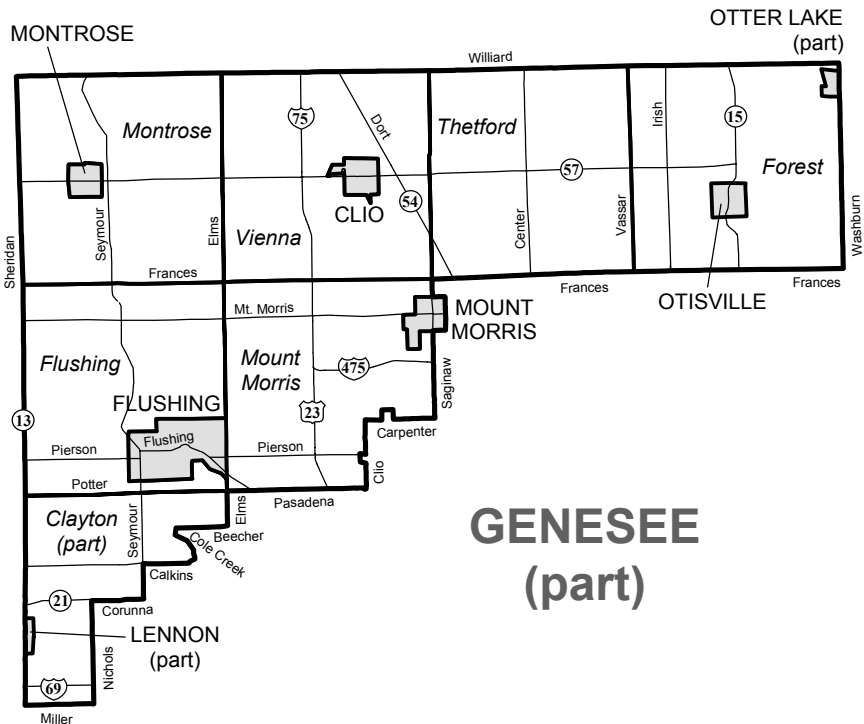 OTTER LAKE
(part)
MONTROSE
Williard
75
15
Montrose
Dort
Thetford
Irish
57
Forest
Seymour
Elms
CLIO
54
Center
Vassar
Washburn
Sheridan
Vienna
Frances
Frances
Frances
OTISVILLE
Mt. Morris
MOUNT
MORRIS
Flushing
Mount
Morris
475
Saginaw
FLUSHING
23
13
Carpenter
Flushing
Pierson
Pierson
Clio
Potter
Elms
Pasadena
Clayton
(part)
Seymour
Beecher
Cole Creek
GENESEE
(part)
Calkins
21
Corunna
LENNON
(part)
Nichols
69
Miller